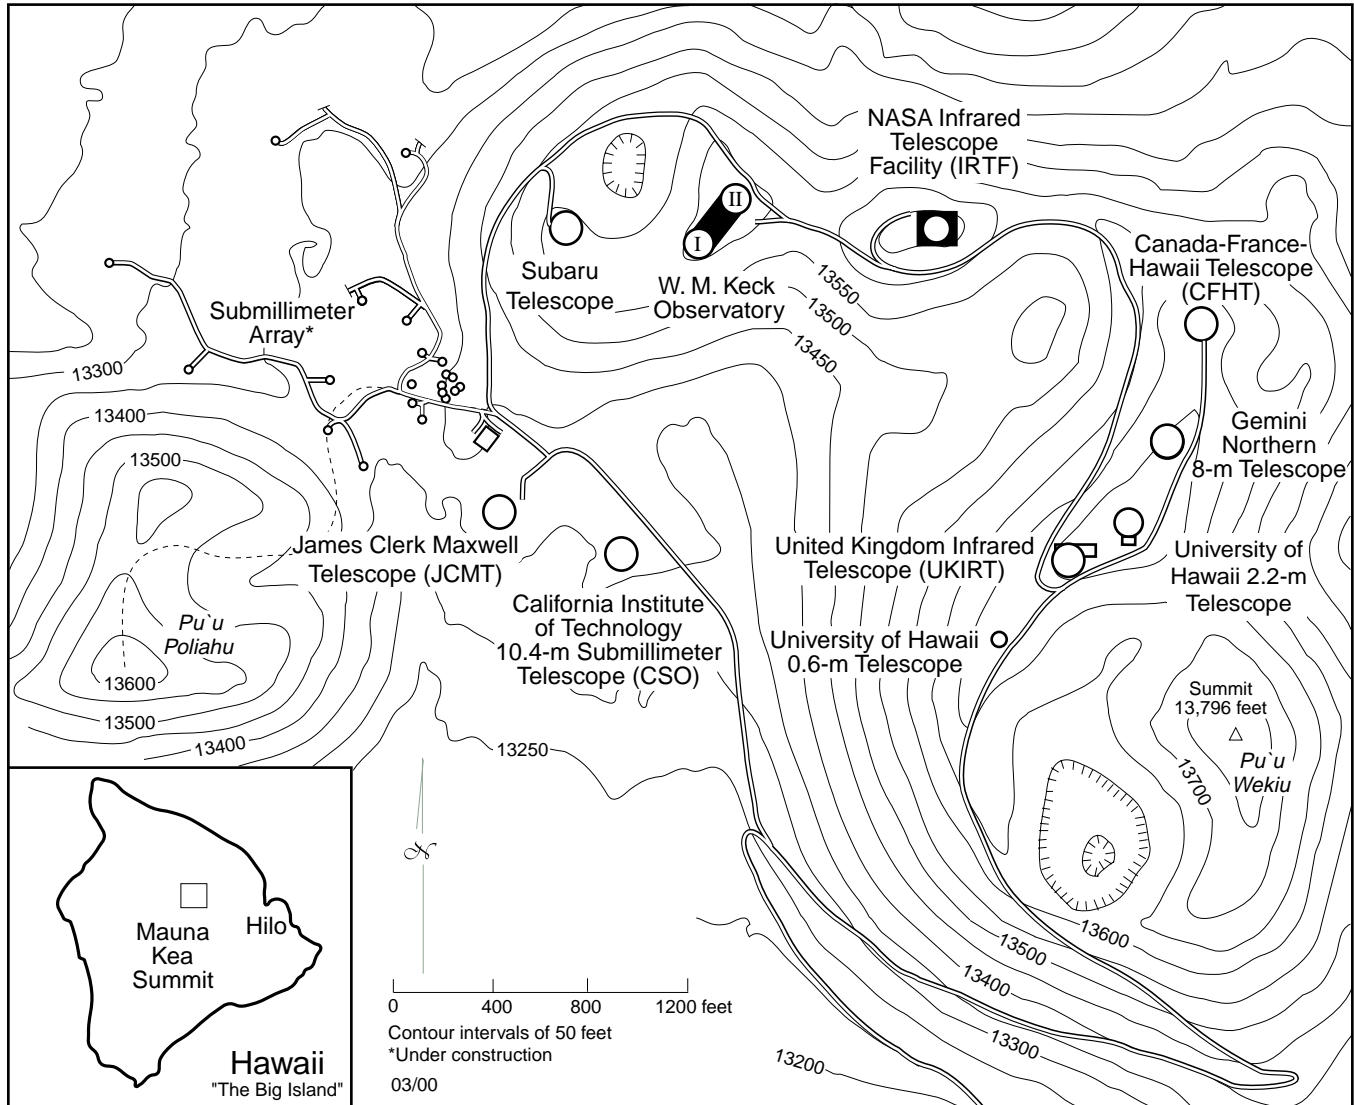 NASA Infrared
Telescope
Facility (IRTF)
II
I
Canada-France-
Hawaii Telescope
(CFHT)
Subaru
Telescope
W. M. Keck
Observatory
13550
13500
13450
Submillimeter
Array*
13300
13400
13500
Gemini
Northern
8-m Telescope
James Clerk Maxwell
Telescope (JCMT)
United Kingdom Infrared
Telescope (UKIRT)
University of
Hawaii 2.2-m
Telescope
California Institute
of Technology
10.4-m Submillimeter
Telescope (CSO)
University of Hawaii
0.6-m Telescope
Pu`u
Poliahu
13600
13500
13400
13250
Summit
13,796 feet
Pu`u
Wekiu
13700
13600
13500
13400
13300
13200
Mauna
Kea
Summit
Hilo
Hawaii
"The Big Island"
N
0 400 800 1200 feet
Contour intervals of 50 feet
*Under construction
03/00